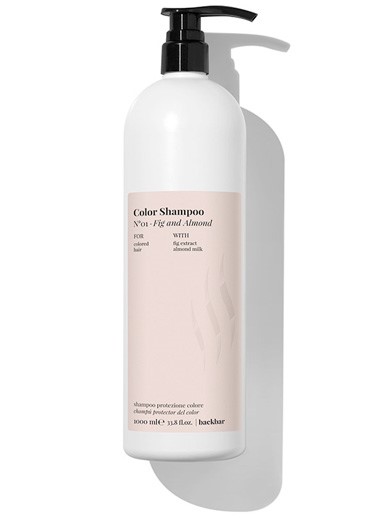 Color Shampoo
N°01 · Fig and Almond
FOR WITH
colored fig extract
hair almond milk
shampoo protezione colore
champú protector del color
1000 ml℮ 33.8 fl.oz. | backbar